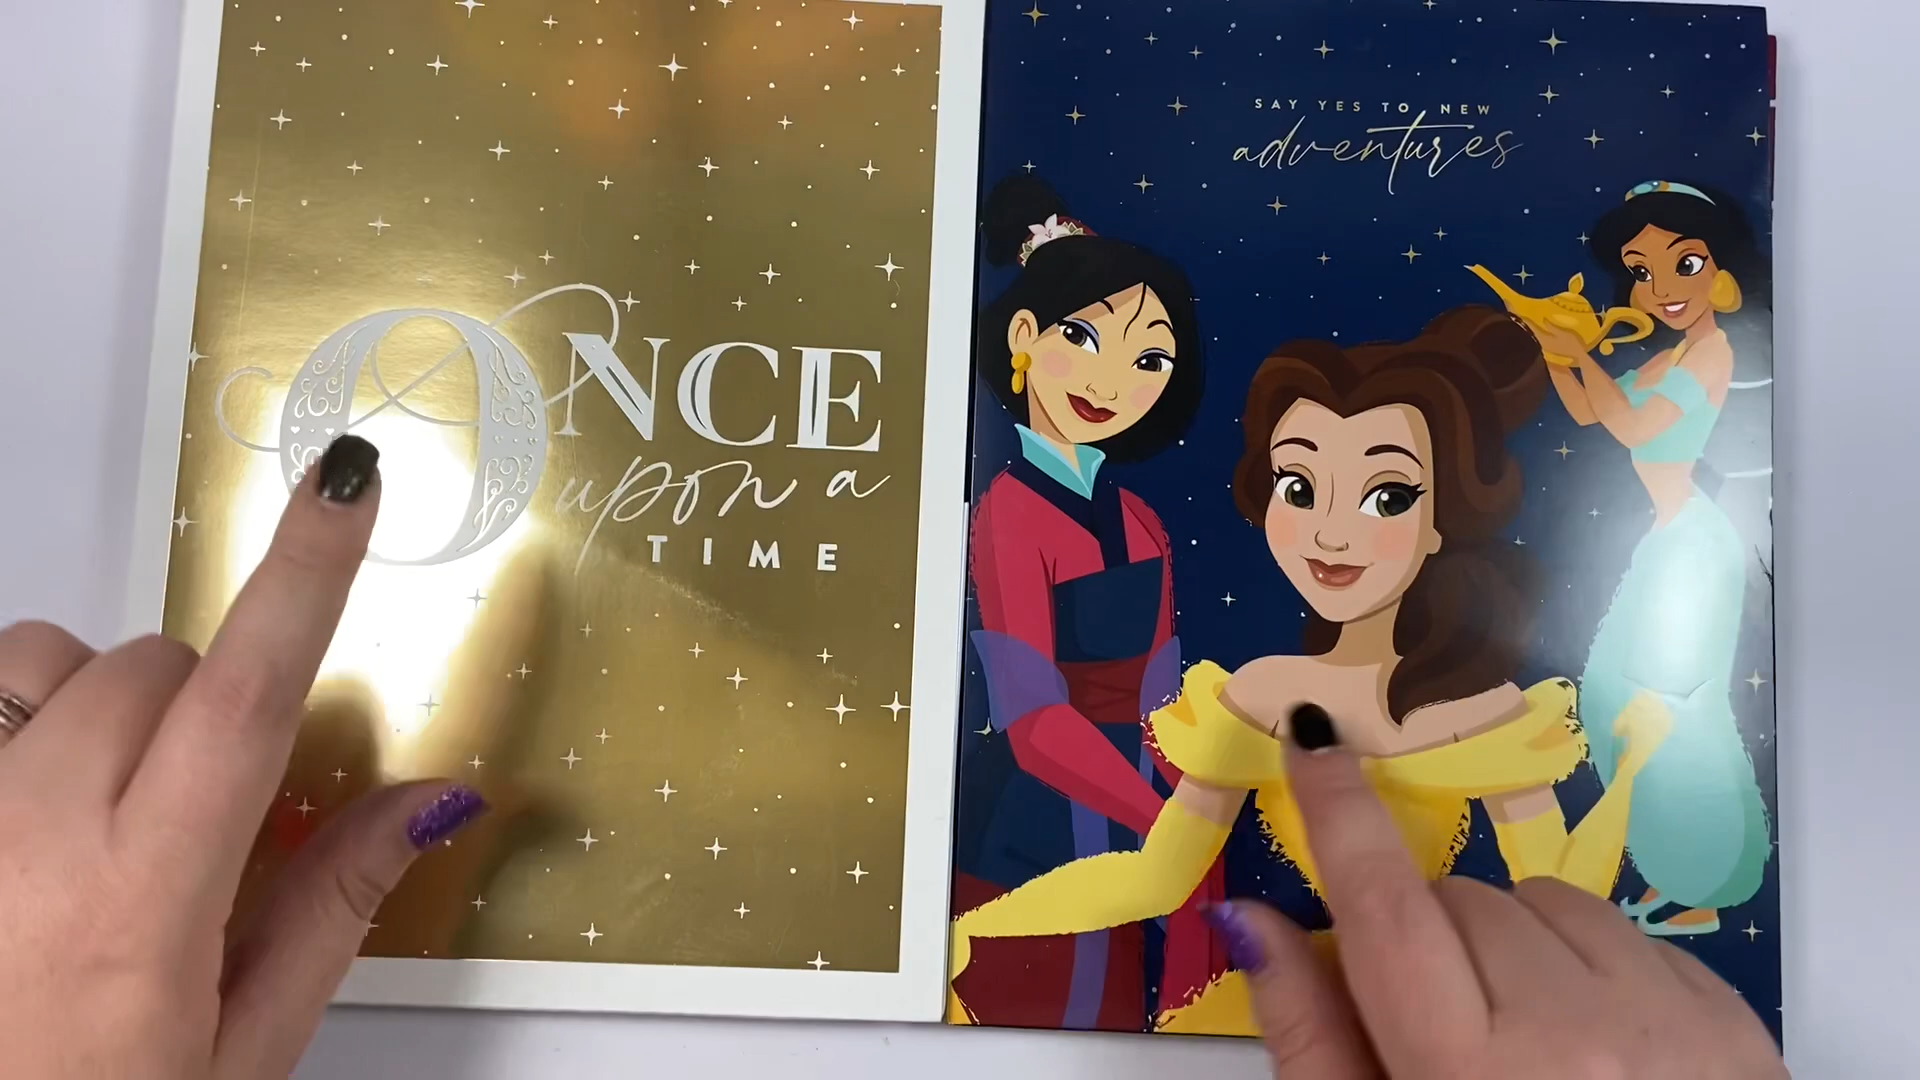 ONCE
upon a
TIME
SAY YES TO NEW
adventures